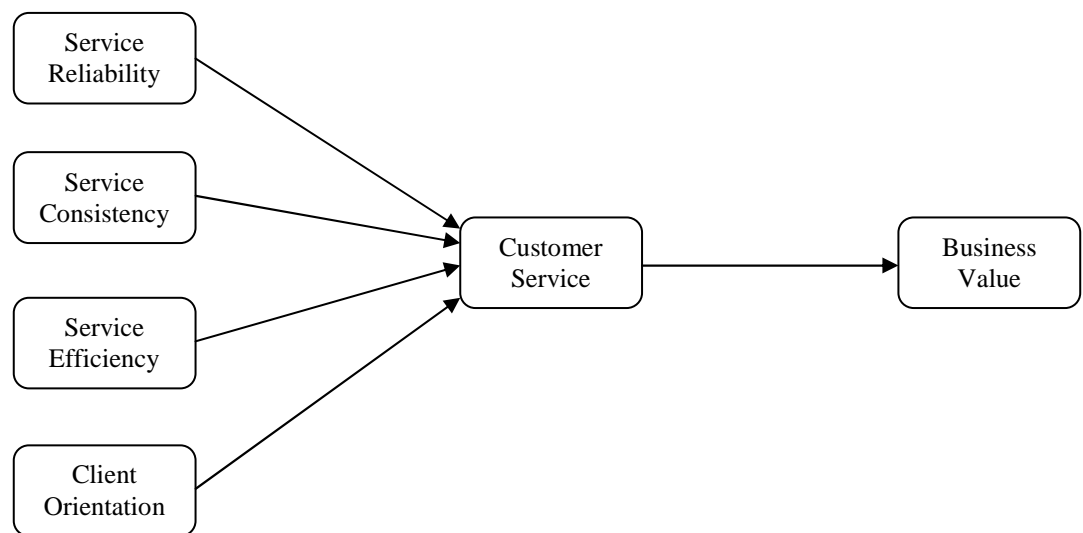 Service
Reliability
Service
Consistency
Service
Efficiency
Client
Orientation
Customer
Service
Business
Value